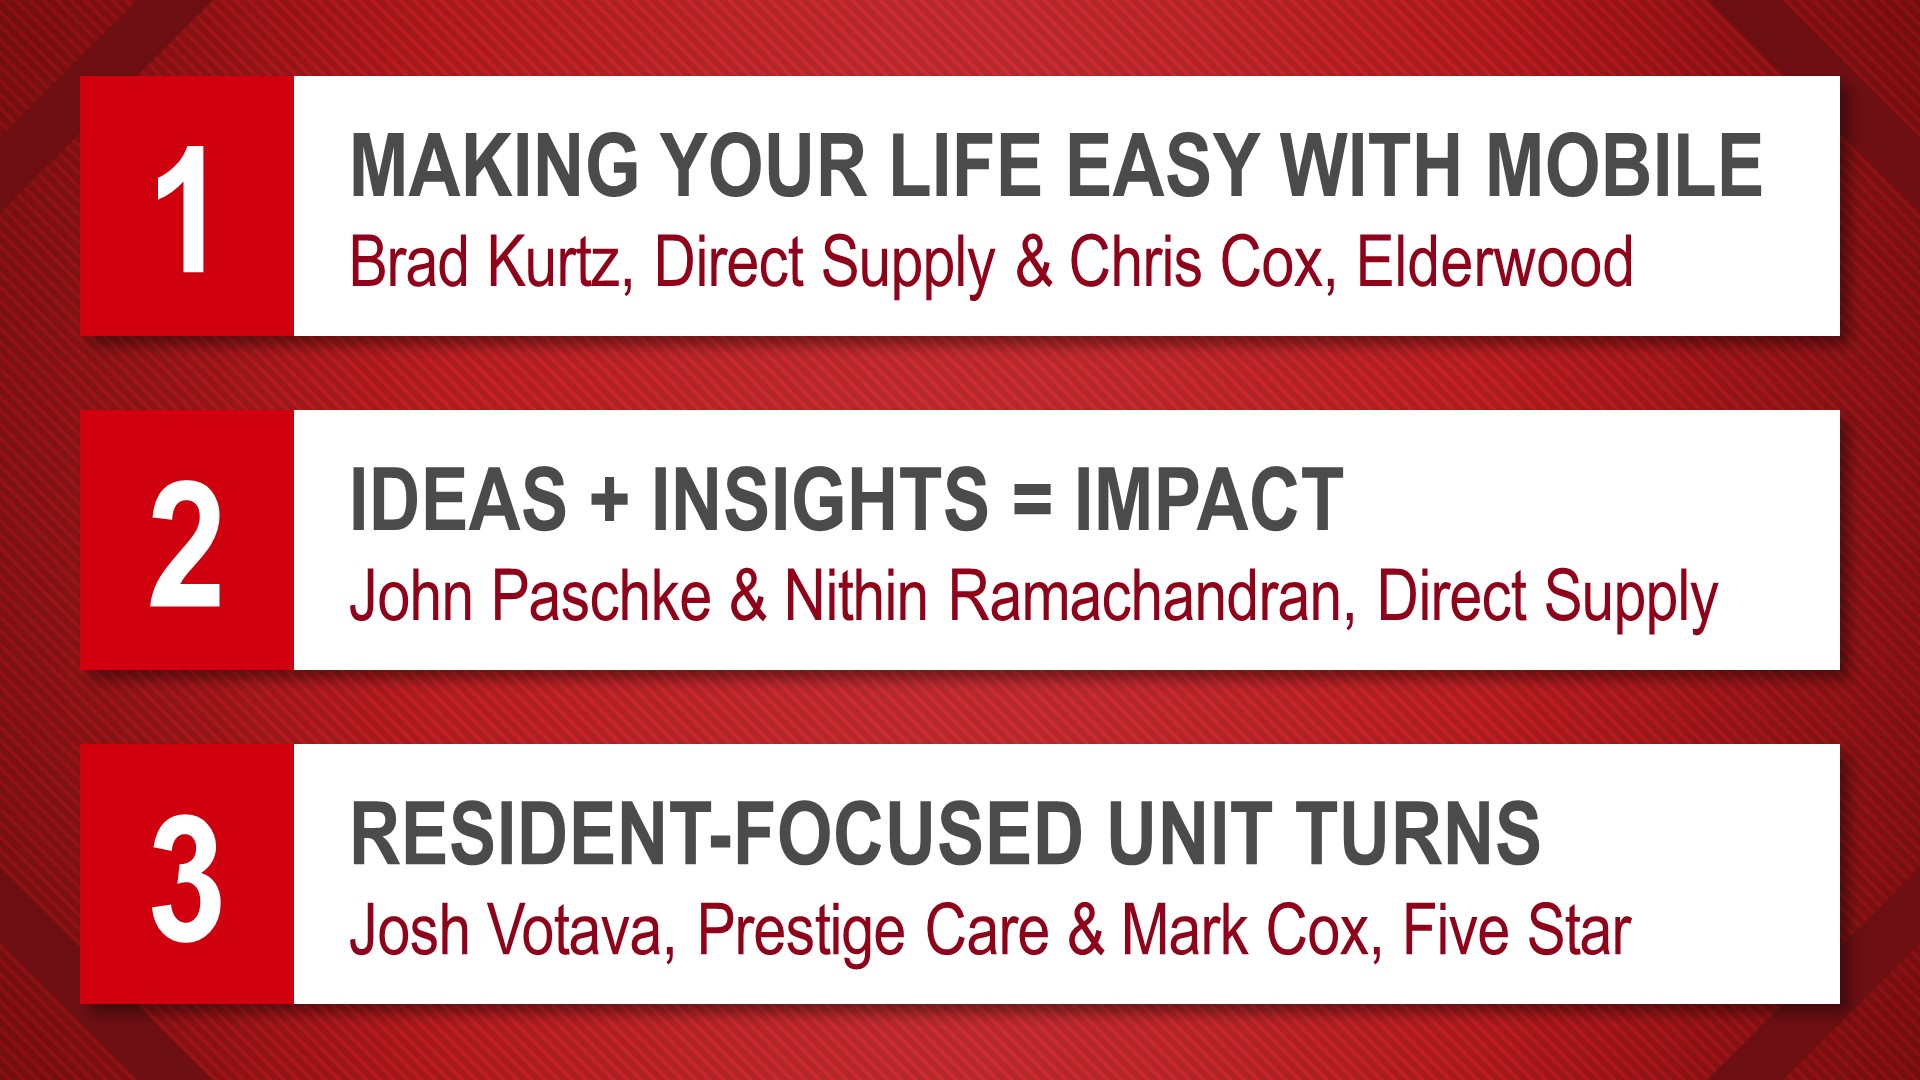 1
MAKING YOUR LIFE EASY WITH MOBILE
Brad Kurtz, Direct Supply & Chris Cox, Elderwood
2
IDEAS + INSIGHTS = IMPACT
John Paschke & Nithin Ramachandran, Direct Supply
3
RESIDENT-FOCUSED UNIT TURNS
Josh Votava, Prestige Care & Mark Cox, Five Star